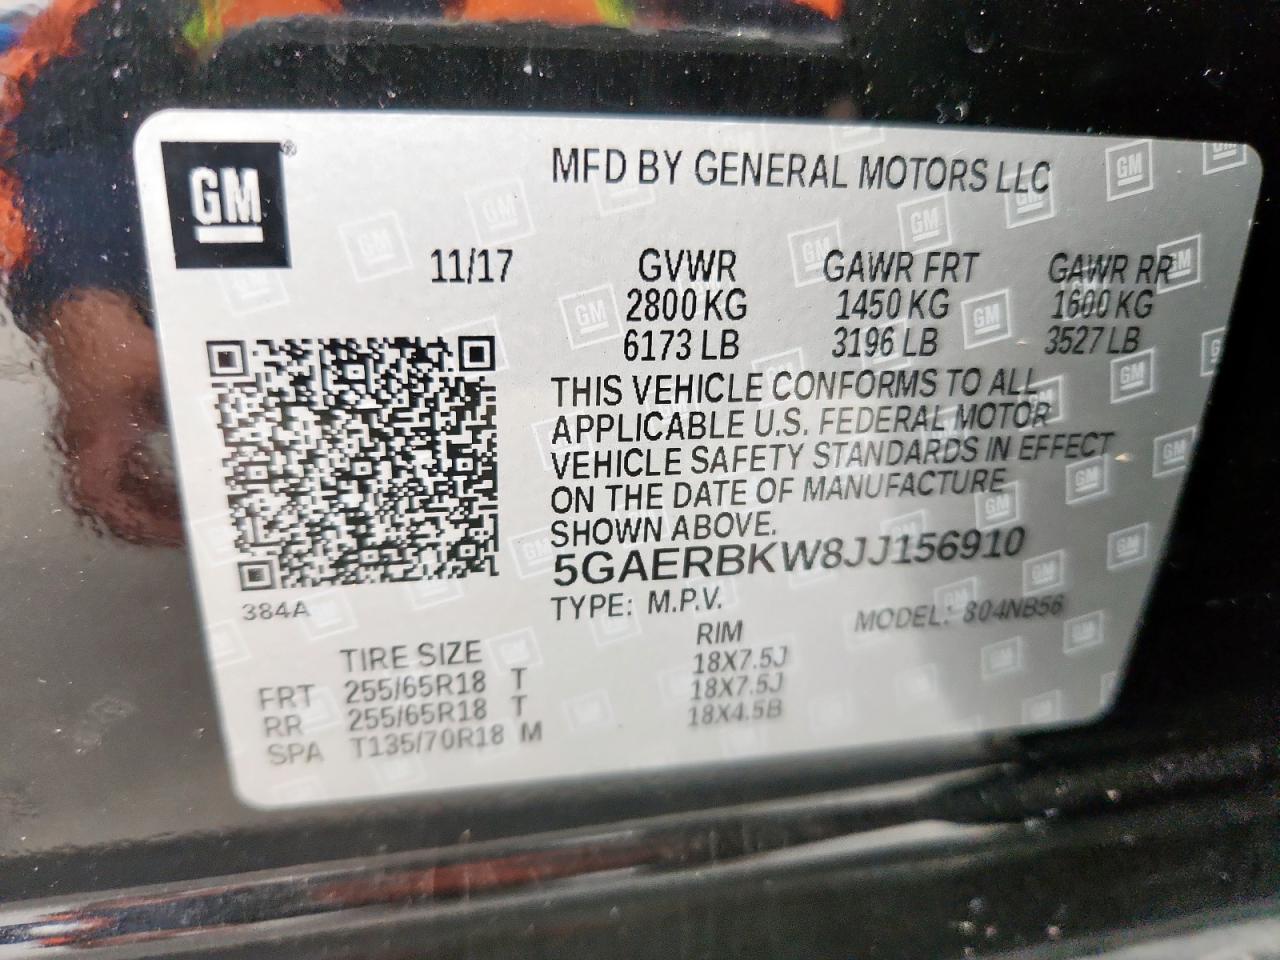 GM
MFD BY GENERAL MOTORS LLC
11/17 GVWR GAWR FRT GAWR RR
2800 KG 1450 KG 1600 KG
6173 LB 3196 LB 3527 LB
THIS VEHICLE CONFORMS TO ALL
APPLICABLE U.S. FEDERAL MOTOR
VEHICLE SAFETY STANDARDS IN EFFECT
ON THE DATE OF MANUFACTURE
SHOWN ABOVE.
5GAERBKW8JJ156910
384A
TYPE: M.P.V. MODEL: 804NB56
TIRE SIZE RIM
FRT 255/65R18 T 18X7.5J
RR 255/65R18 T 18X7.5J
SPA T135/70R18 M 18X4.5B